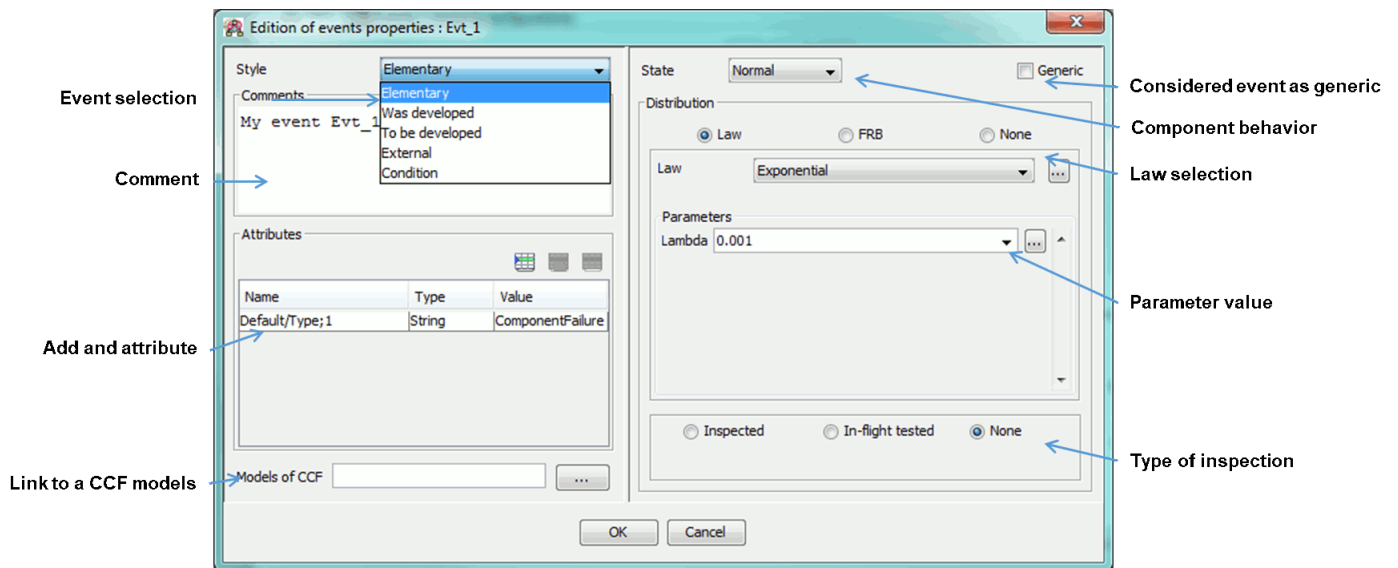 Edition of events properties : Evt_1
Style
Elementary
Elementary
Was developed
To be developed
External
Condition
Comments
My event Evt_1
Attributes
Name Type Value
Default/Type;1 String ComponentFailure
Models of CCF
...
State
Normal
Generic
Distribution
Law FRB None
Law
Exponential
...
Parameters
Lambda 0.001
...
Inspected In-flight tested None
OK Cancel
Event selection
Comment
Add and attribute
Link to a CCF models
Considered event as generic
Component behavior
Law selection
Parameter value
Type of inspection